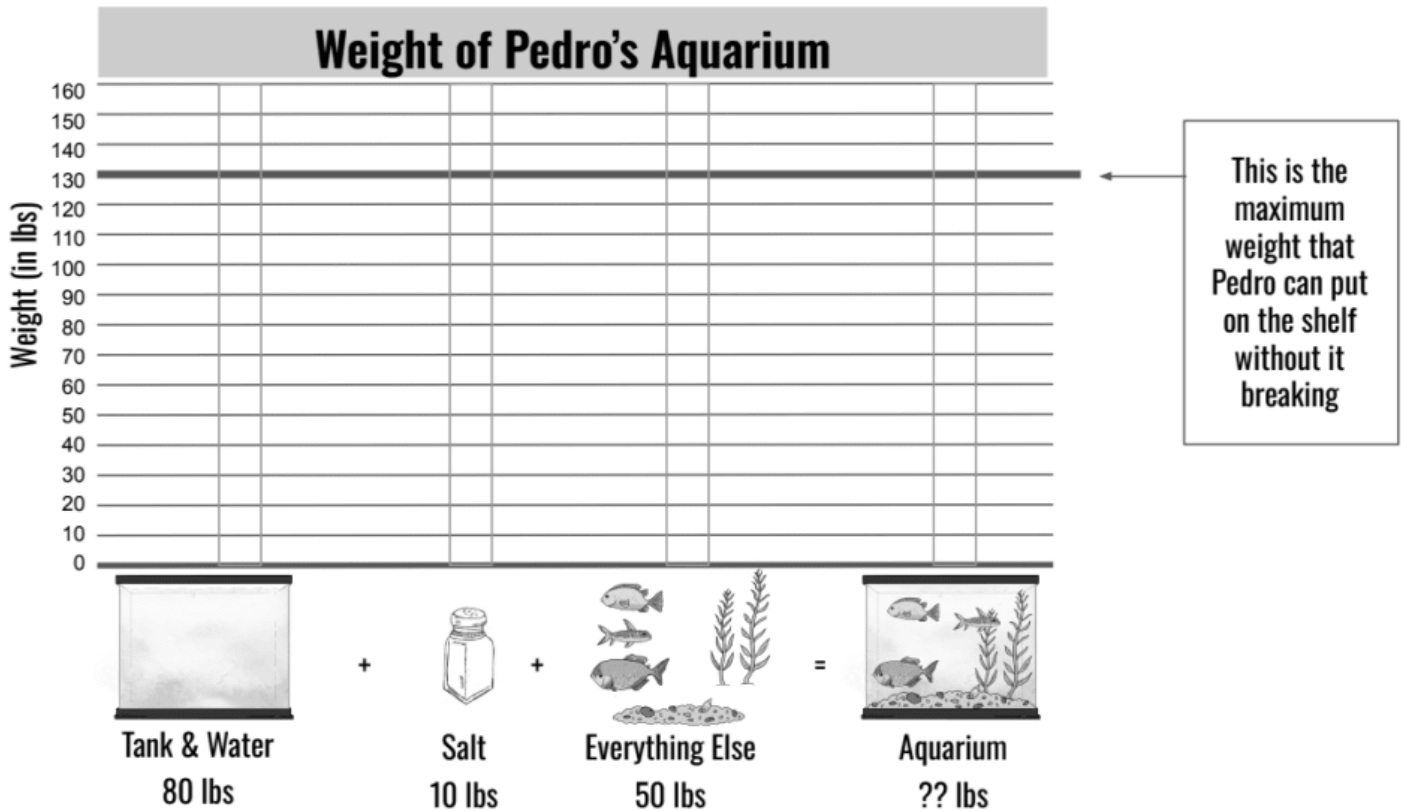 Weight of Pedro's Aquarium
Weight (in lbs)
160
150
140
130
120
110
100
90
80
70
60
50
40
30
20
10
0
This is the
maximum
weight that
Pedro can put
on the shelf
without it
breaking
+ + =
Tank & Water Salt Everything Else Aquarium
80 lbs 10 lbs 50 lbs ?? lbs